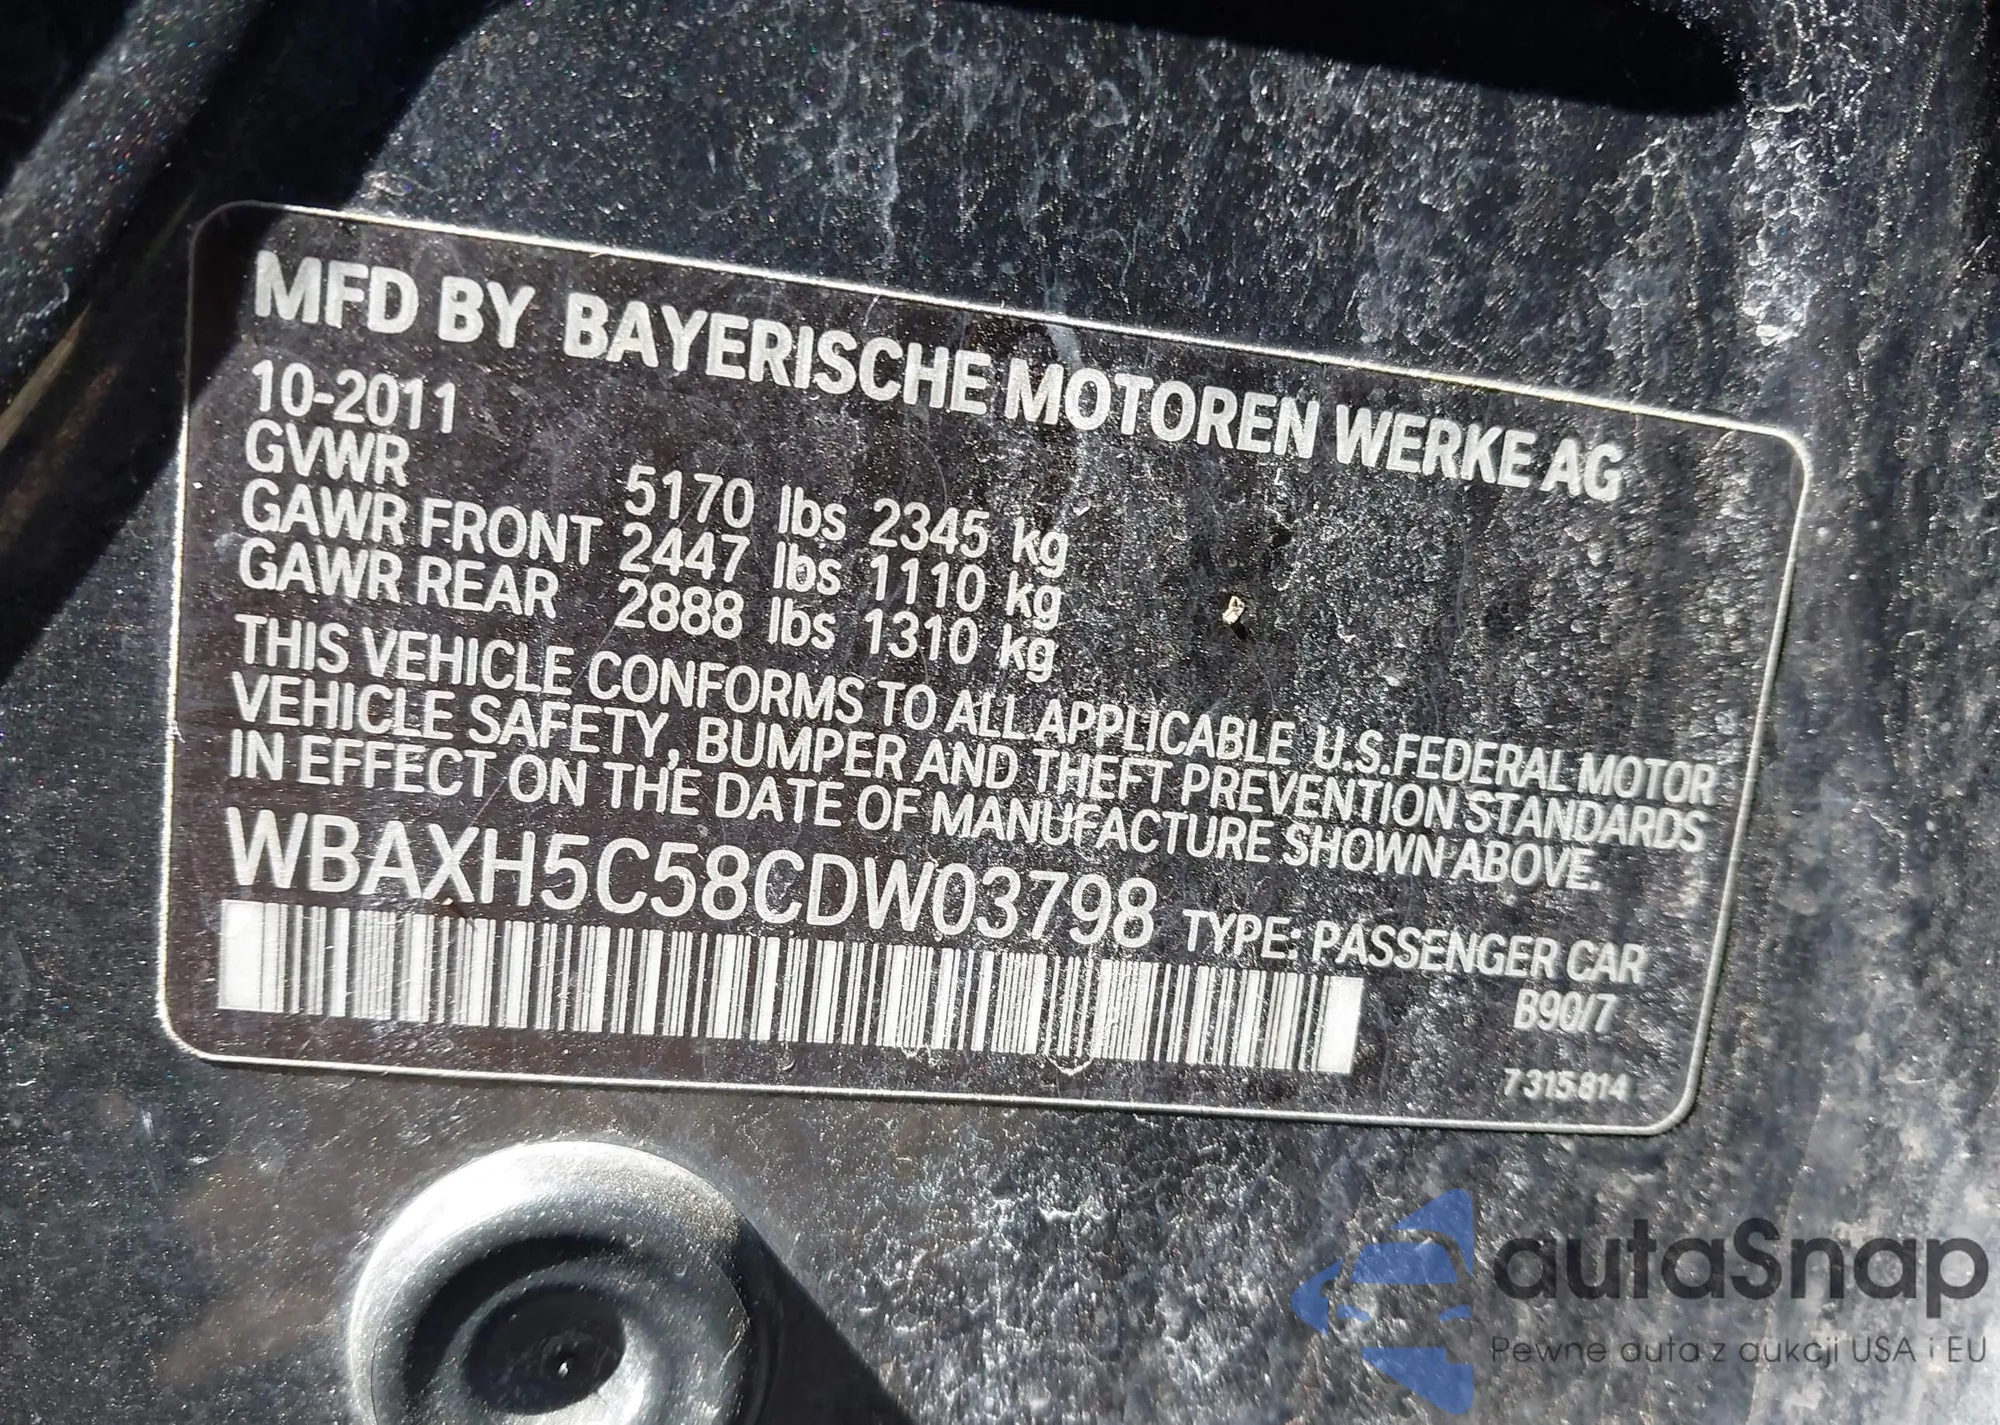 MFD BY BAYERISCHE MOTOREN WERKE AG
10-2011
GVWR 5170 lbs 2345 kg
GAWR FRONT 2447 lbs 1110 kg
GAWR REAR 2888 lbs 1310 kg
THIS VEHICLE CONFORMS TO ALL APPLICABLE U.S.FEDERAL MOTOR
VEHICLE SAFETY, BUMPER AND THEFT PREVENTION STANDARDS
IN EFFECT ON THE DATE OF MANUFACTURE SHOWN ABOVE.
WBAXH5C58CDW03798 TYPE: PASSENGER CAR
B90/7
7 315 814
autaSnap
Pewne auta z aukcji USA i EU